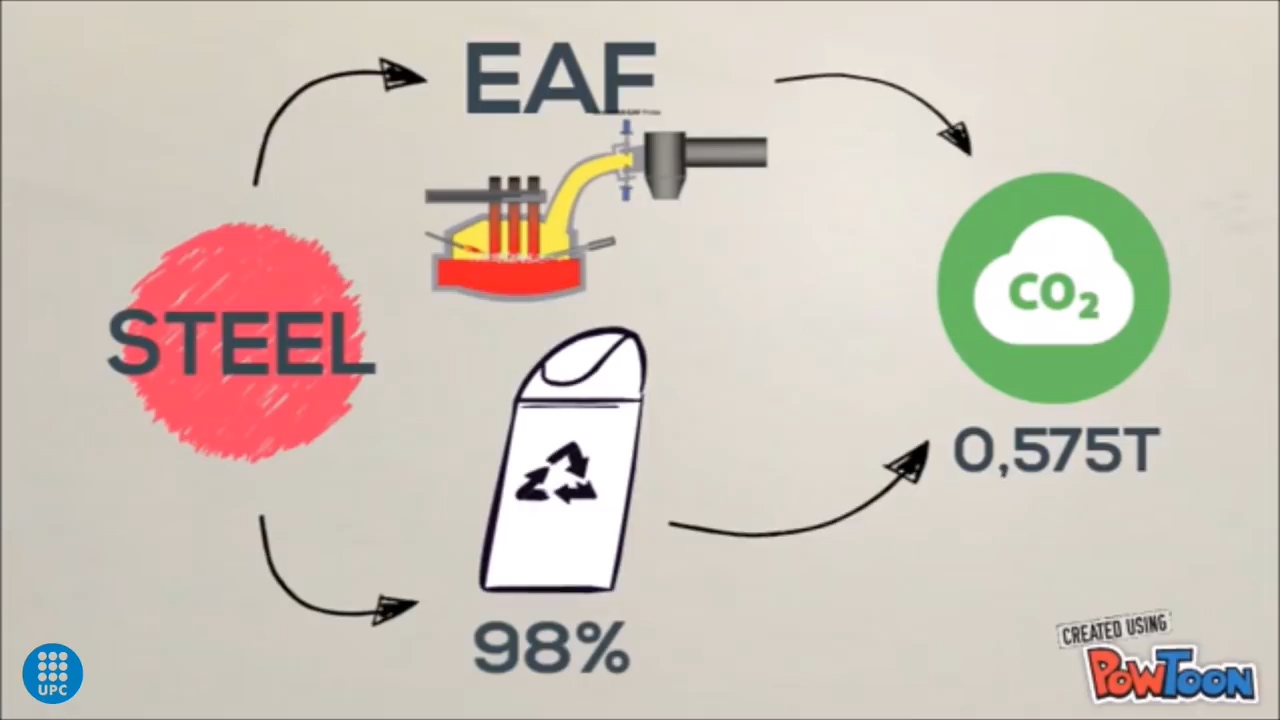 EAF
STEEL
CO₂
0,575T
98%
CREATED USING
POWTOON
UPC